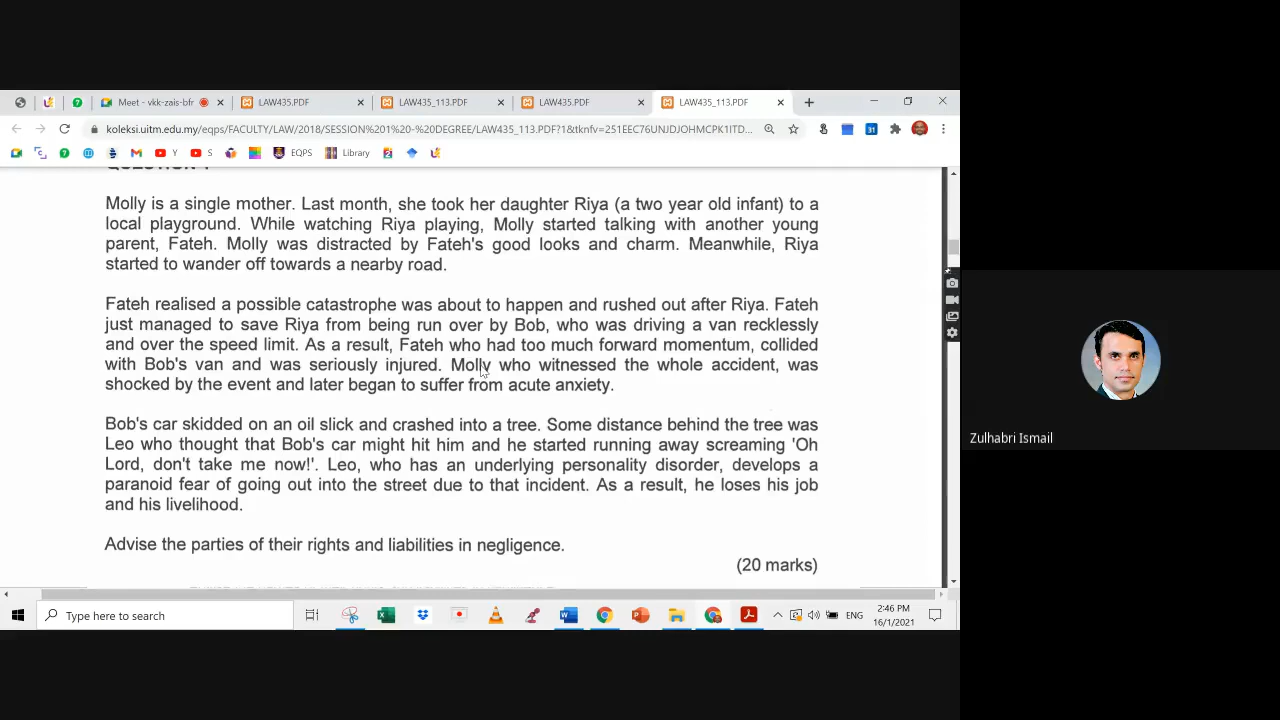 Meet - vkk-zais-bfr
LAW435.PDF
LAW435_113.PDF
LAW435.PDF
LAW435_113.PDF
koleksi.uitm.edu.my/eqps/FACULTY/LAW/2018/SESSION%201%20-%20DEGREE/LAW435_113.PDF?1&tknfv=251EEC76UNJDJOHMCPK1ITD...
Y
S
EQPS
Library
Molly is a single mother. Last month, she took her daughter Riya (a two year old infant) to a
local playground. While watching Riya playing, Molly started talking with another young
parent, Fateh. Molly was distracted by Fateh's good looks and charm. Meanwhile, Riya
started to wander off towards a nearby road.
Fateh realised a possible catastrophe was about to happen and rushed out after Riya. Fateh
just managed to save Riya from being run over by Bob, who was driving a van recklessly
and over the speed limit. As a result, Fateh who had too much forward momentum, collided
with Bob's van and was seriously injured. Molly who witnessed the whole accident, was
shocked by the event and later began to suffer from acute anxiety.
Bob's car skidded on an oil slick and crashed into a tree. Some distance behind the tree was
Leo who thought that Bob's car might hit him and he started running away screaming 'Oh
Lord, don't take me now!'. Leo, who has an underlying personality disorder, develops a
paranoid fear of going out into the street due to that incident. As a result, he loses his job
and his livelihood.
Advise the parties of their rights and liabilities in negligence.
(20 marks)
Zulhabri Ismail
Type here to search
ENG
2:46 PM
16/1/2021